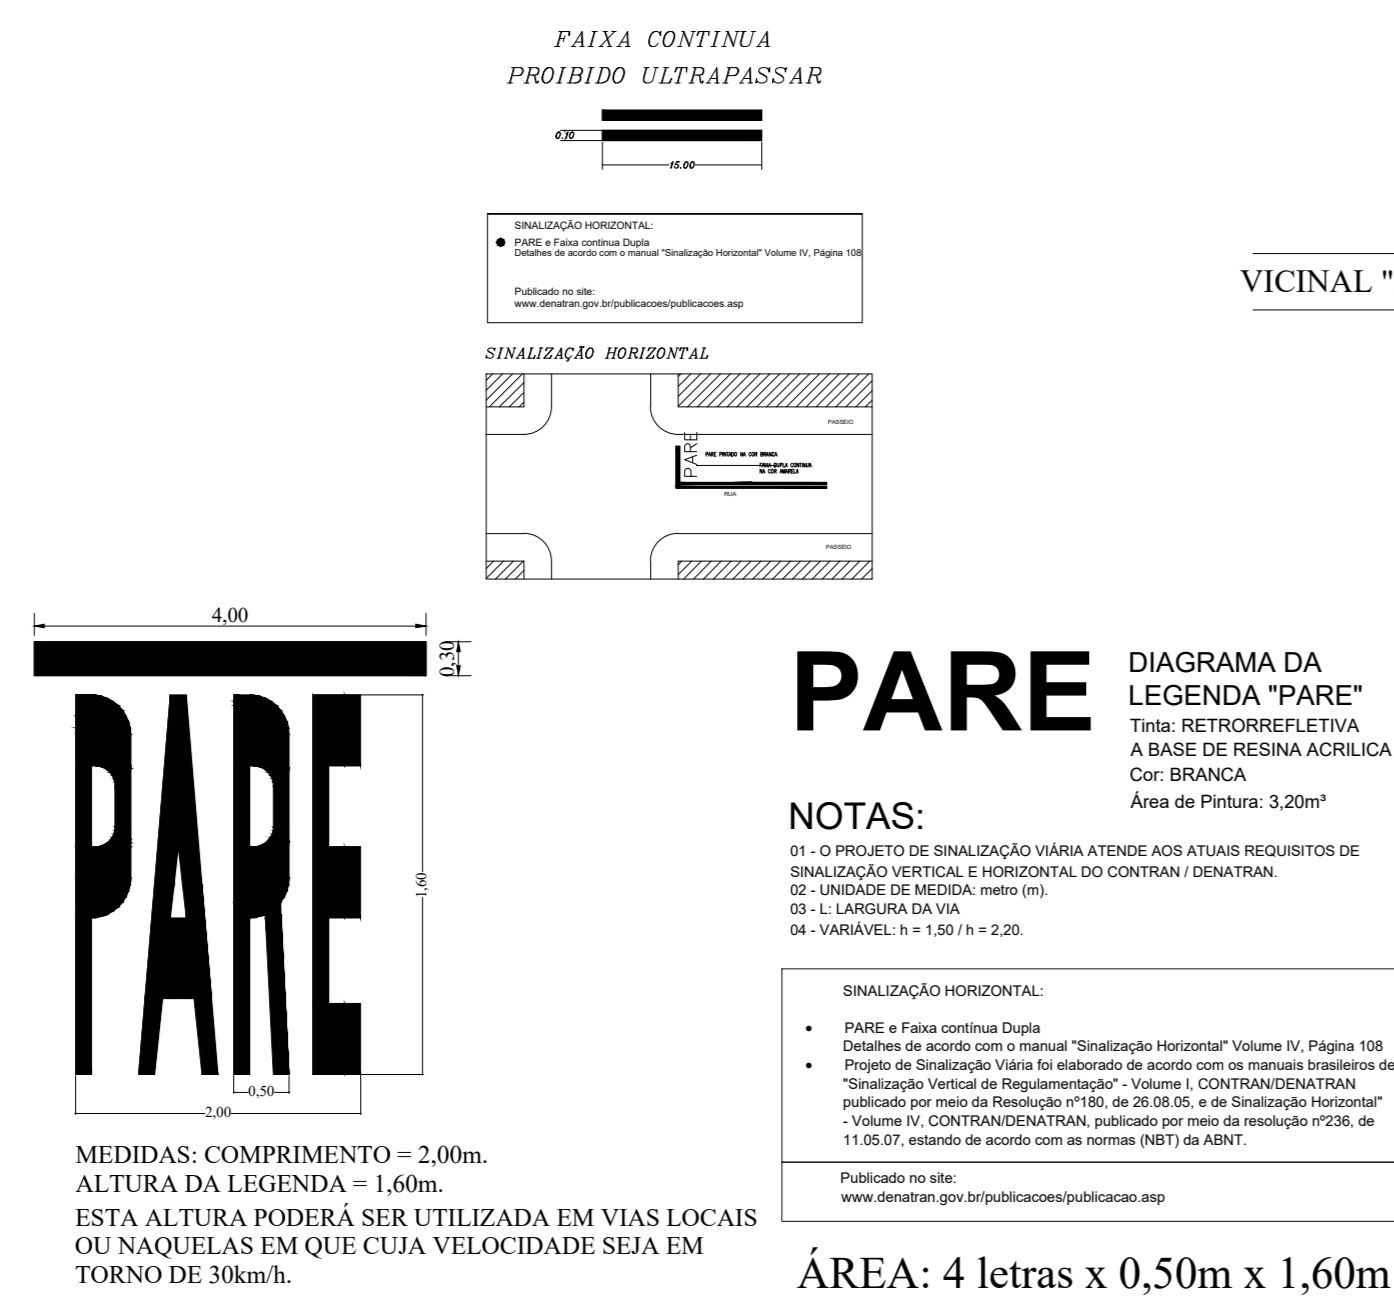 FAIXA CONTINUA
PROIBIDO ULTRAPASSAR
0.10
15.00
SINALIZAÇÃO HORIZONTAL:
PARE e Faixa continua Dupla
Detalhes de acordo com o manual "Sinalização Horizontal" Volume IV, Página 108
Publicado no site:
www.denatran.gov.br/publicacoes/publicacoes.asp
VICINAL "
SINALIZAÇÃO HORIZONTAL
PASSEIO
PARE
PARE PINTADO NA COR BRANCA
FAIXA DUPLA CONTINUA
NA COR AMARELA
RUA
PASSEIO
4,00
0,30
PARE
1,60
0,50
2,00
MEDIDAS: COMPRIMENTO = 2,00m.
ALTURA DA LEGENDA = 1,60m.
ESTA ALTURA PODERÁ SER UTILIZADA EM VIAS LOCAIS
OU NAQUELAS EM QUE CUJA VELOCIDADE SEJA EM
TORNO DE 30km/h.
PARE
DIAGRAMA DA
LEGENDA "PARE"
Tinta: RETRORREFLETIVA
A BASE DE RESINA ACRILICA
Cor: BRANCA
Área de Pintura: 3,20m³
NOTAS:
01 - O PROJETO DE SINALIZAÇÃO VIÁRIA ATENDE AOS ATUAIS REQUISITOS DE
SINALIZAÇÃO VERTICAL E HORIZONTAL DO CONTRAN / DENATRAN.
02 - UNIDADE DE MEDIDA: metro (m).
03 - L: LARGURA DA VIA
04 - VARIÁVEL: h = 1,50 / h = 2,20.
SINALIZAÇÃO HORIZONTAL:
• PARE e Faixa contínua Dupla
Detalhes de acordo com o manual "Sinalização Horizontal" Volume IV, Página 108
• Projeto de Sinalização Viária foi elaborado de acordo com os manuais brasileiros de
"Sinalização Vertical de Regulamentação" - Volume I, CONTRAN/DENATRAN
publicado por meio da Resolução nº180, de 26.08.05, e de Sinalização Horizontal"
- Volume IV, CONTRAN/DENATRAN, publicado por meio da resolução nº236, de
11.05.07, estando de acordo com as normas (NBT) da ABNT.
Publicado no site:
www.denatran.gov.br/publicacoes/publicacao.asp
ÁREA: 4 letras x 0,50m x 1,60m